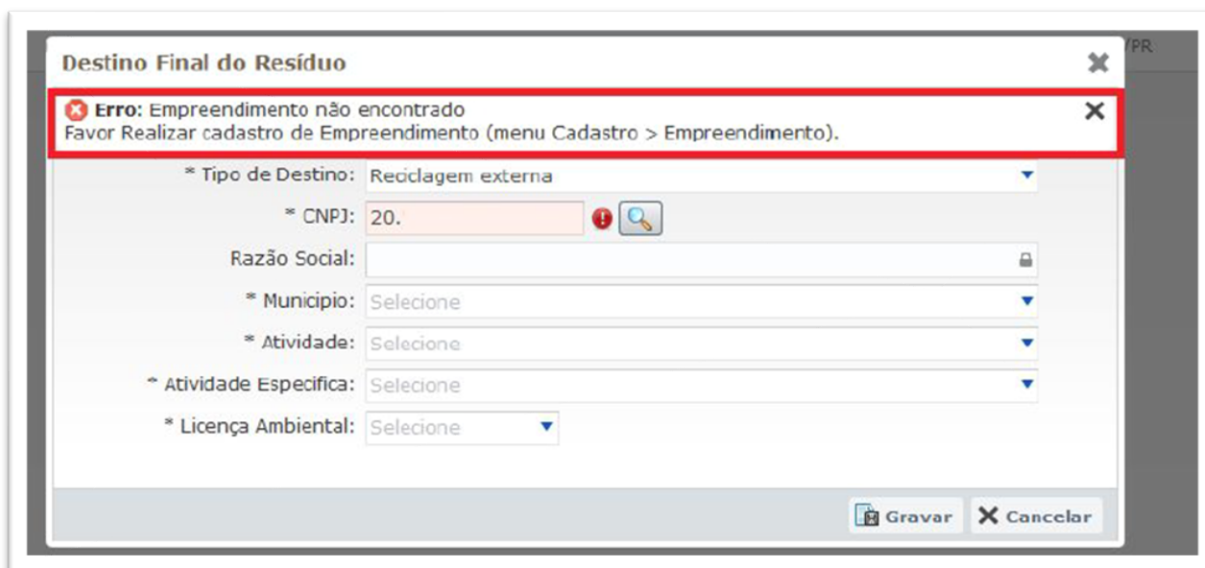 /PR
Destino Final do Resíduo
Erro: Empreendimento não encontrado
Favor Realizar cadastro de Empreendimento (menu Cadastro > Empreendimento).
* Tipo de Destino: Reciclagem externa
* CNPJ: 20.
Razão Social:
* Municipio: Selecione
* Atividade: Selecione
* Atividade Especifica: Selecione
* Licença Ambiental: Selecione
Gravar Cancelar